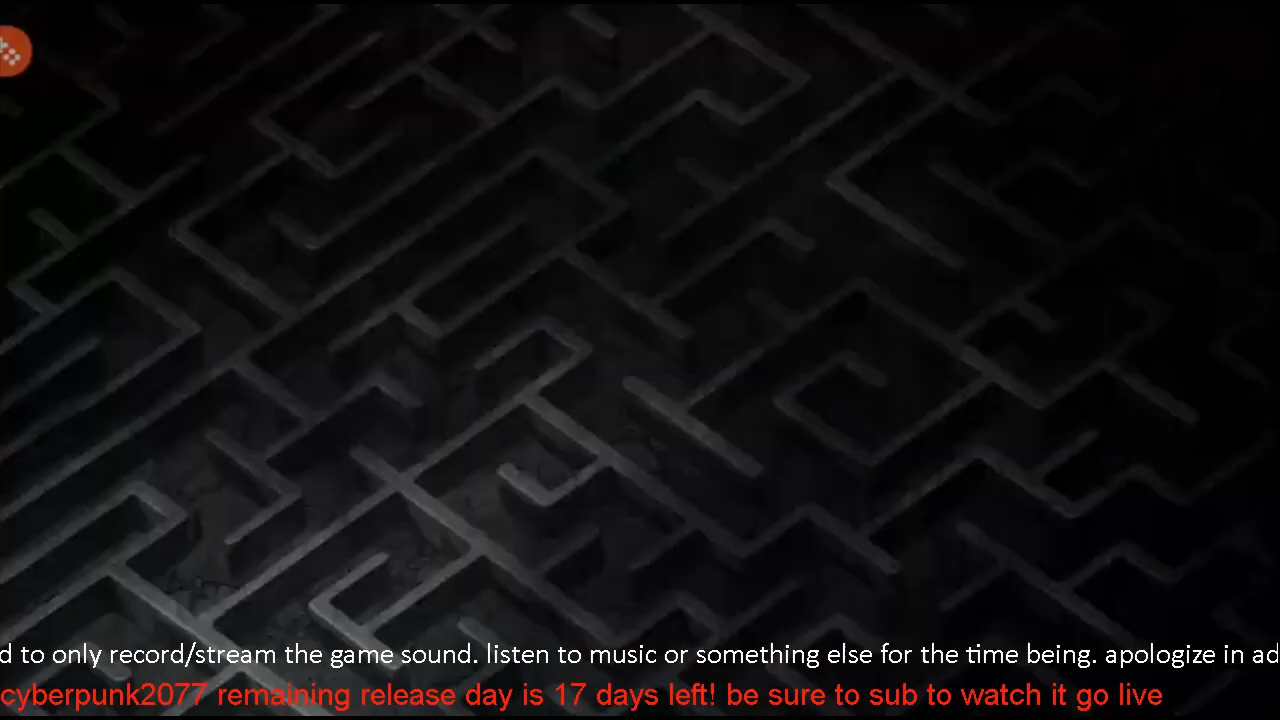 d to only record/stream the game sound. listen to music or something else for the time being. apologize in ad
cyberpunk2077 remaining release day is 17 days left! be sure to sub to watch it go live